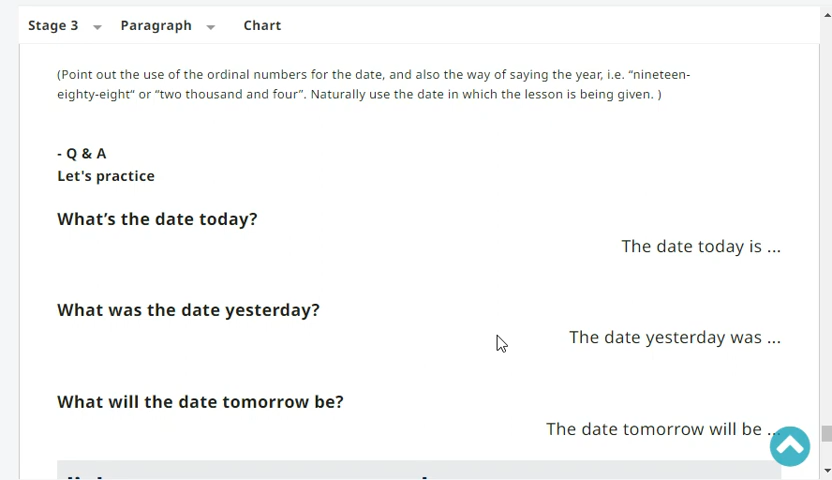 Stage 3 Paragraph Chart
(Point out the use of the ordinal numbers for the date, and also the way of saying the year, i.e. “nineteen-
eighty-eight“ or “two thousand and four”. Naturally use the date in which the lesson is being given. )
- Q & A
Let's practice
What’s the date today?
The date today is ...
What was the date yesterday?
The date yesterday was ...
What will the date tomorrow be?
The date tomorrow will be ...